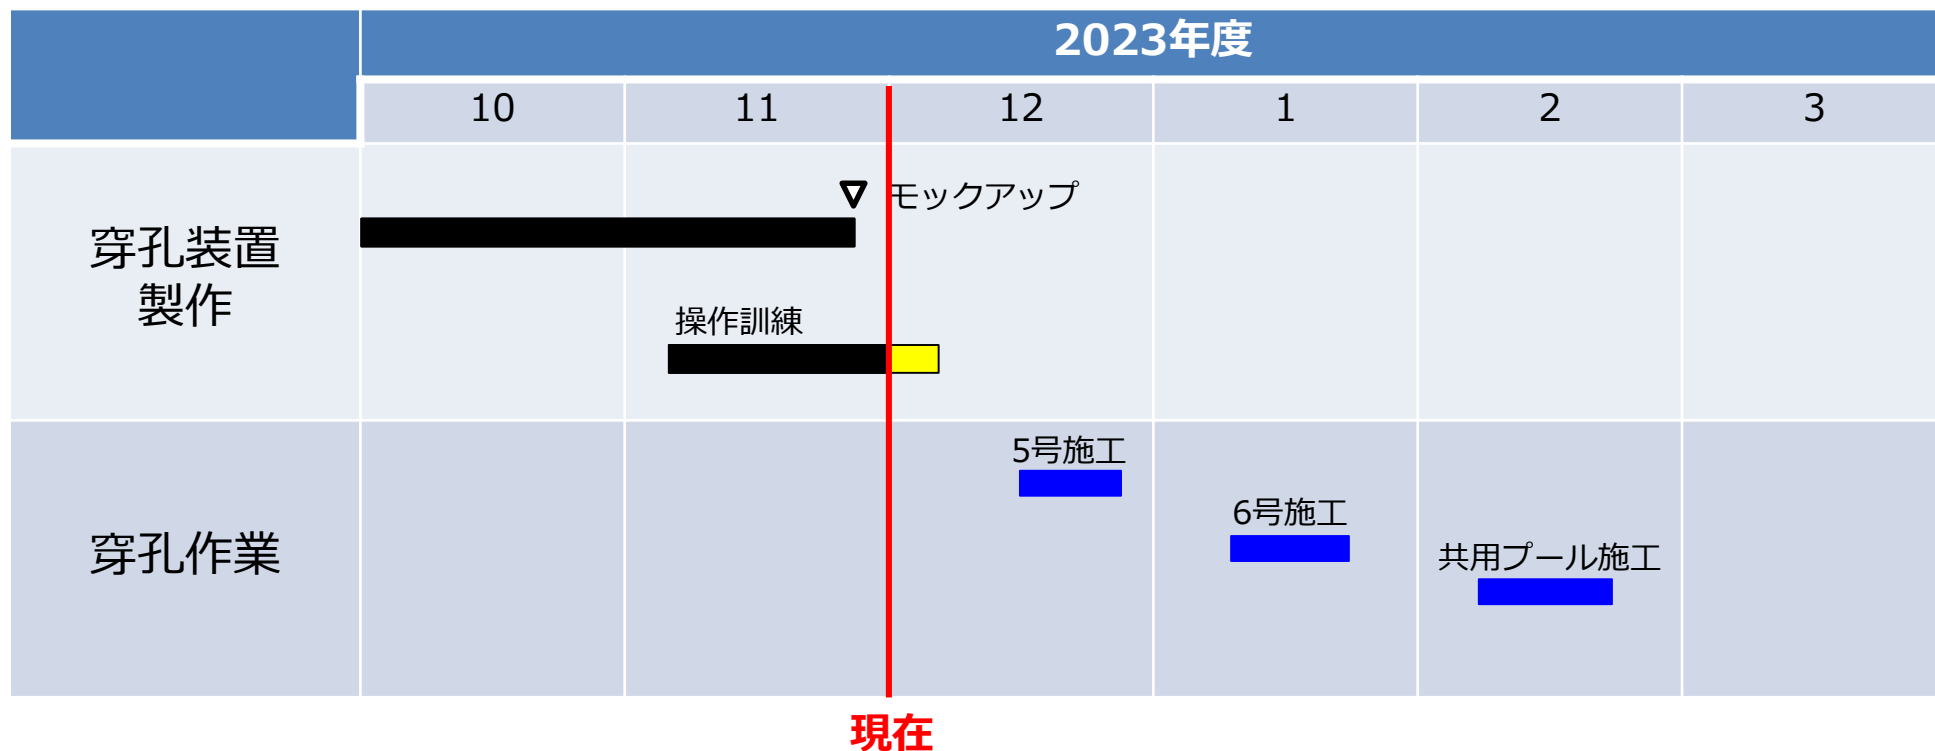 2023年度
10 11 12 1 2 3
モックアップ
穿孔装置
製作
操作訓練
5号施工
6号施工
穿孔作業
共用プール施工
現在